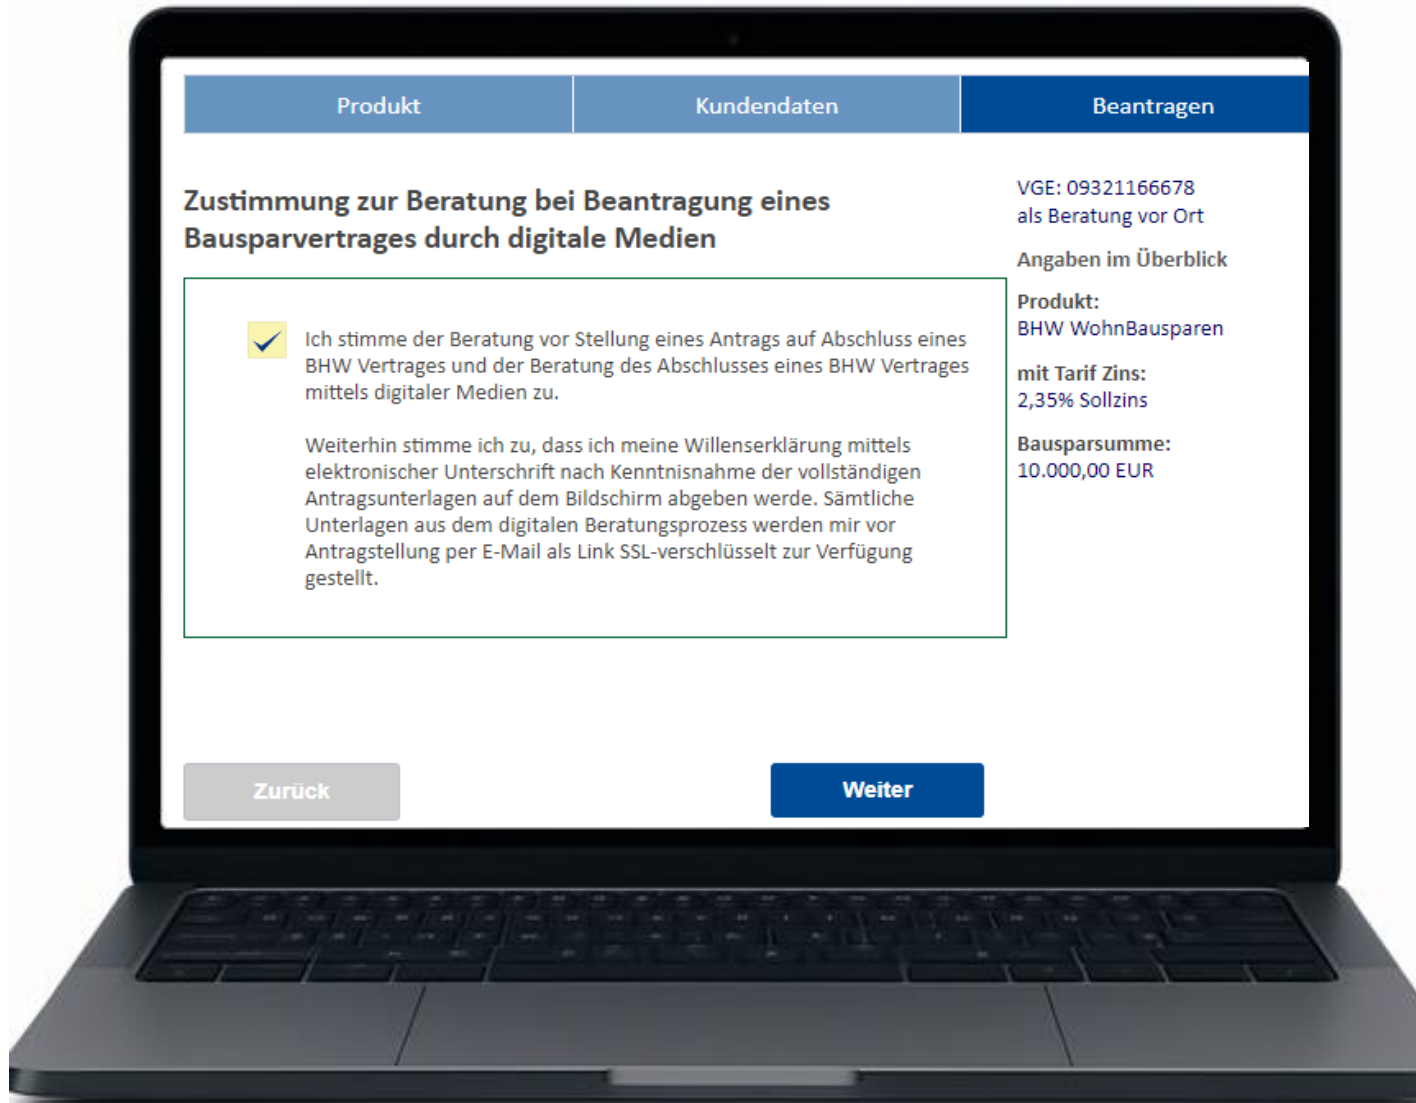 Produkt
Kundendaten
Beantragen
Zustimmung zur Beratung bei Beantragung eines
Bausparvertrages durch digitale Medien
Ich stimme der Beratung vor Stellung eines Antrags auf Abschluss eines
BHW Vertrages und der Beratung des Abschlusses eines BHW Vertrages
mittels digitaler Medien zu.
Weiterhin stimme ich zu, dass ich meine Willenserklärung mittels
elektronischer Unterschrift nach Kenntnisnahme der vollständigen
Antragsunterlagen auf dem Bildschirm abgeben werde. Sämtliche
Unterlagen aus dem digitalen Beratungsprozess werden mir vor
Antragstellung per E-Mail als Link SSL-verschlüsselt zur Verfügung
gestellt.
VGE: 09321166678
als Beratung vor Ort
Angaben im Überblick
Produkt:
BHW WohnBausparen
mit Tarif Zins:
2,35% Sollzins
Bausparsumme:
10.000,00 EUR
Zurück
Weiter